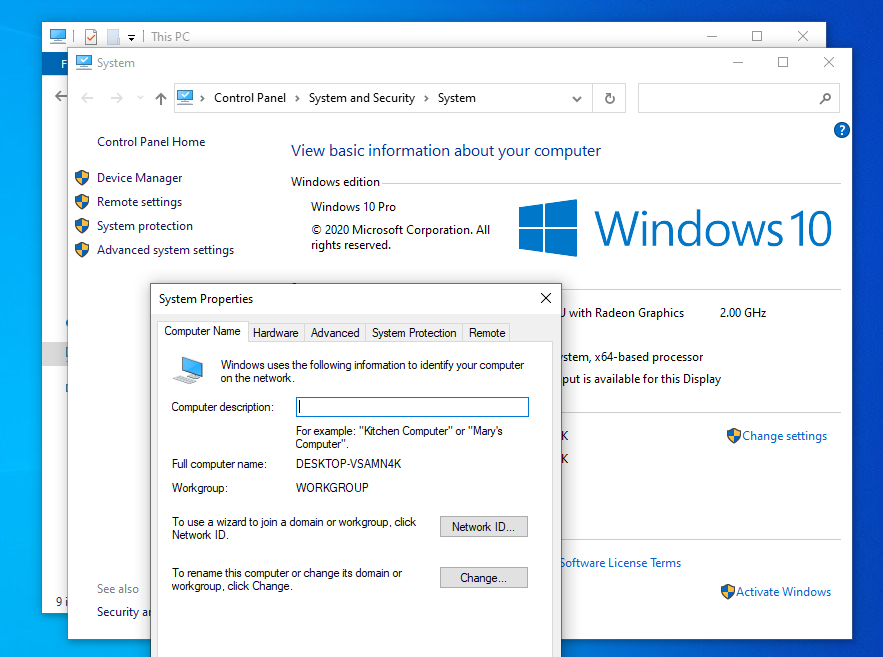 This PC
F
System
Control Panel > System and Security > System
Control Panel Home
Device Manager
Remote settings
System protection
Advanced system settings
See also
Security a
9 i
?
View basic information about your computer
Windows edition
Windows 10 Pro
© 2020 Microsoft Corporation. All
rights reserved.
Windows 10
with Radeon Graphics 2.00 GHz
x64-based processor
is available for this Display
K
Change settings
K
Software License Terms
Activate Windows
System Properties
Computer Name Hardware Advanced System Protection Remote
Windows uses the following information to identify your computer
on the network.
Computer description:
For example: "Kitchen Computer" or "Mary's
Computer".
Full computer name: DESKTOP-VSAMN4K
Workgroup: WORKGROUP
To use a wizard to join a domain or workgroup, click
Network ID.
Network ID...
To rename this computer or change its domain or
workgroup, click Change.
Change...